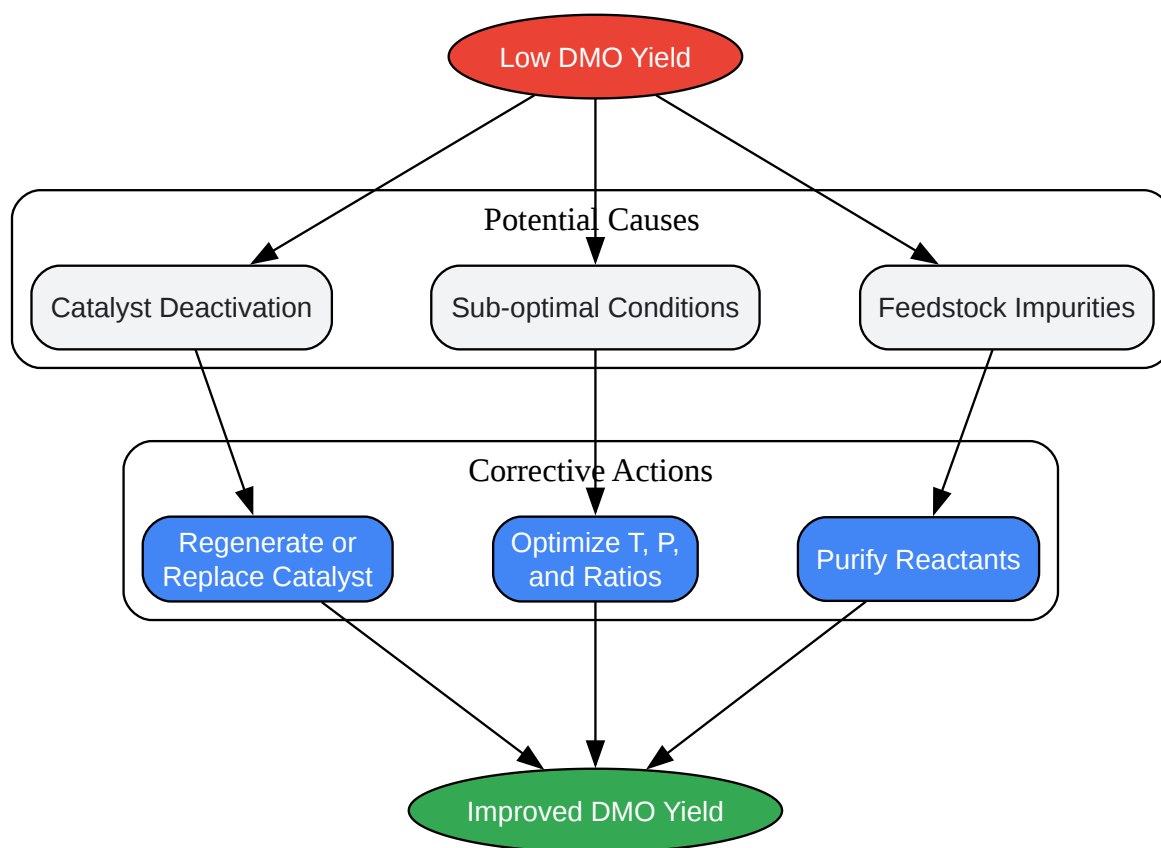 Low DMO Yield
Potential Causes
Catalyst Deactivation
Sub-optimal Conditions
Feedstock Impurities
Corrective Actions
Regenerate or
Replace Catalyst
Optimize T, P,
and Ratios
Purify Reactants
Improved DMO Yield